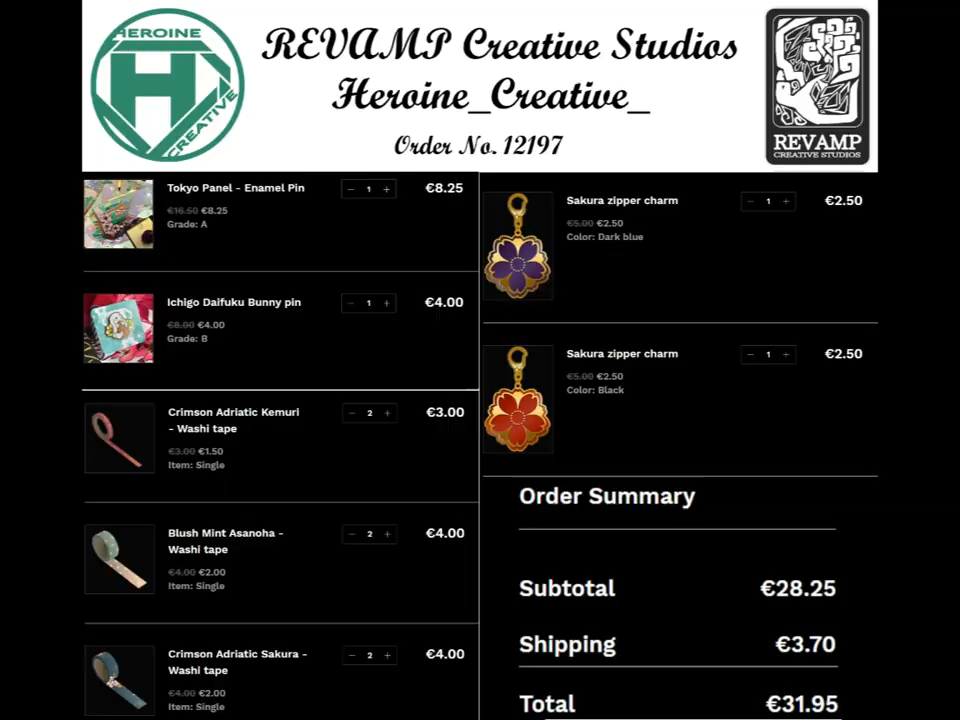 HEROINE
H
CREATIVE
REVAMP Creative Studios
Heroine_Creative_
Order No. 12197
REVAMP
CREATIVE STUDIOS
Tokyo Panel - Enamel Pin
− 1 +
€8.25
€16.50 €8.25
Grade: A
Ichigo Daifuku Bunny pin
− 1 +
€4.00
€8.00 €4.00
Grade: B
Crimson Adriatic Kemuri
- Washi tape
− 2 +
€3.00
€3.00 €1.50
Item: Single
Blush Mint Asanoha -
Washi tape
− 2 +
€4.00
€4.00 €2.00
Item: Single
Crimson Adriatic Sakura -
Washi tape
− 2 +
€4.00
€4.00 €2.00
Item: Single
Sakura zipper charm
− 1 +
€2.50
€5.00 €2.50
Color: Dark blue
Sakura zipper charm
− 1 +
€2.50
€5.00 €2.50
Color: Black
Order Summary
Subtotal €28.25
Shipping €3.70
Total €31.95